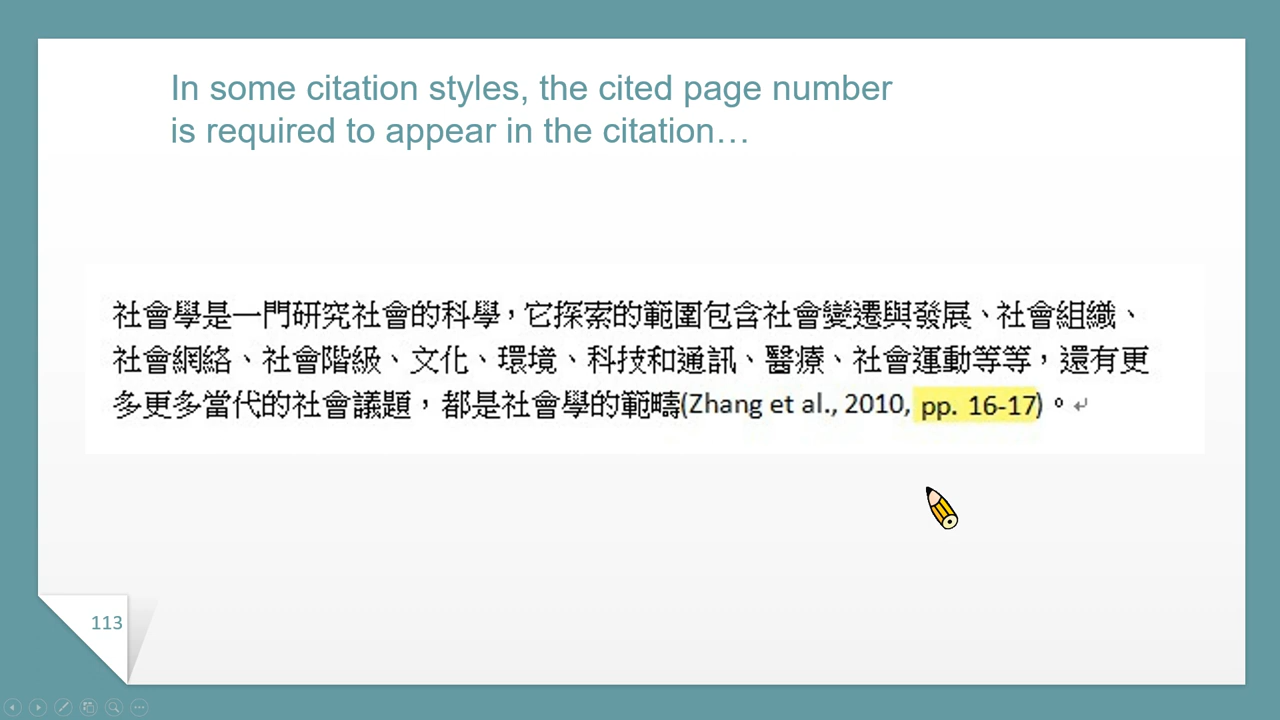 In some citation styles, the cited page number
is required to appear in the citation…
社會學是一門研究社會的科學，它探索的範圍包含社會變遷與發展、社會組織、
社會網絡、社會階級、文化、環境、科技和通訊、醫療、社會運動等等，還有更
多更多當代的社會議題，都是社會學的範疇(Zhang et al., 2010, pp. 16-17)。
113